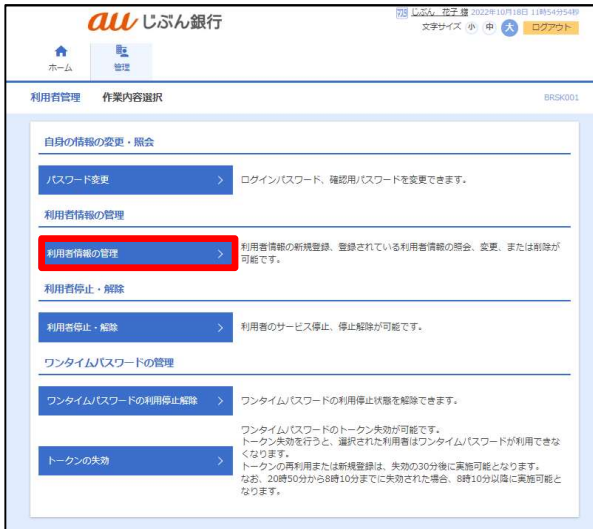 au じぶん銀行
じぶん 花子 様 2022年10月18日 11時54分54秒
文字サイズ 小 中 大 ログアウト
ホーム 管理
利用者管理 作業内容選択 BRSK001
自身の情報の変更・照会
パスワード変更 ログインパスワード、確認用パスワードを変更できます。
利用者情報の管理
利用者情報の管理 利用者情報の新規登録、登録されている利用者情報の照会、変更、または削除が
可能です。
利用者停止・解除
利用者停止・解除 利用者のサービス停止、停止解除が可能です。
ワンタイムパスワードの管理
ワンタイムパスワードの利用停止解除 ワンタイムパスワードの利用停止状態を解除できます。
ワンタイムパスワードのトークン失効が可能です。
トークン失効を行うと、選択された利用者はワンタイムパスワードが利用できな
くなります。
トークンの失効 トークンの再利用または新規登録は、失効の30分後に実施可能となります。
なお、20時50分から8時10分までに失効された場合、8時10分以降に実施可能と
なります。